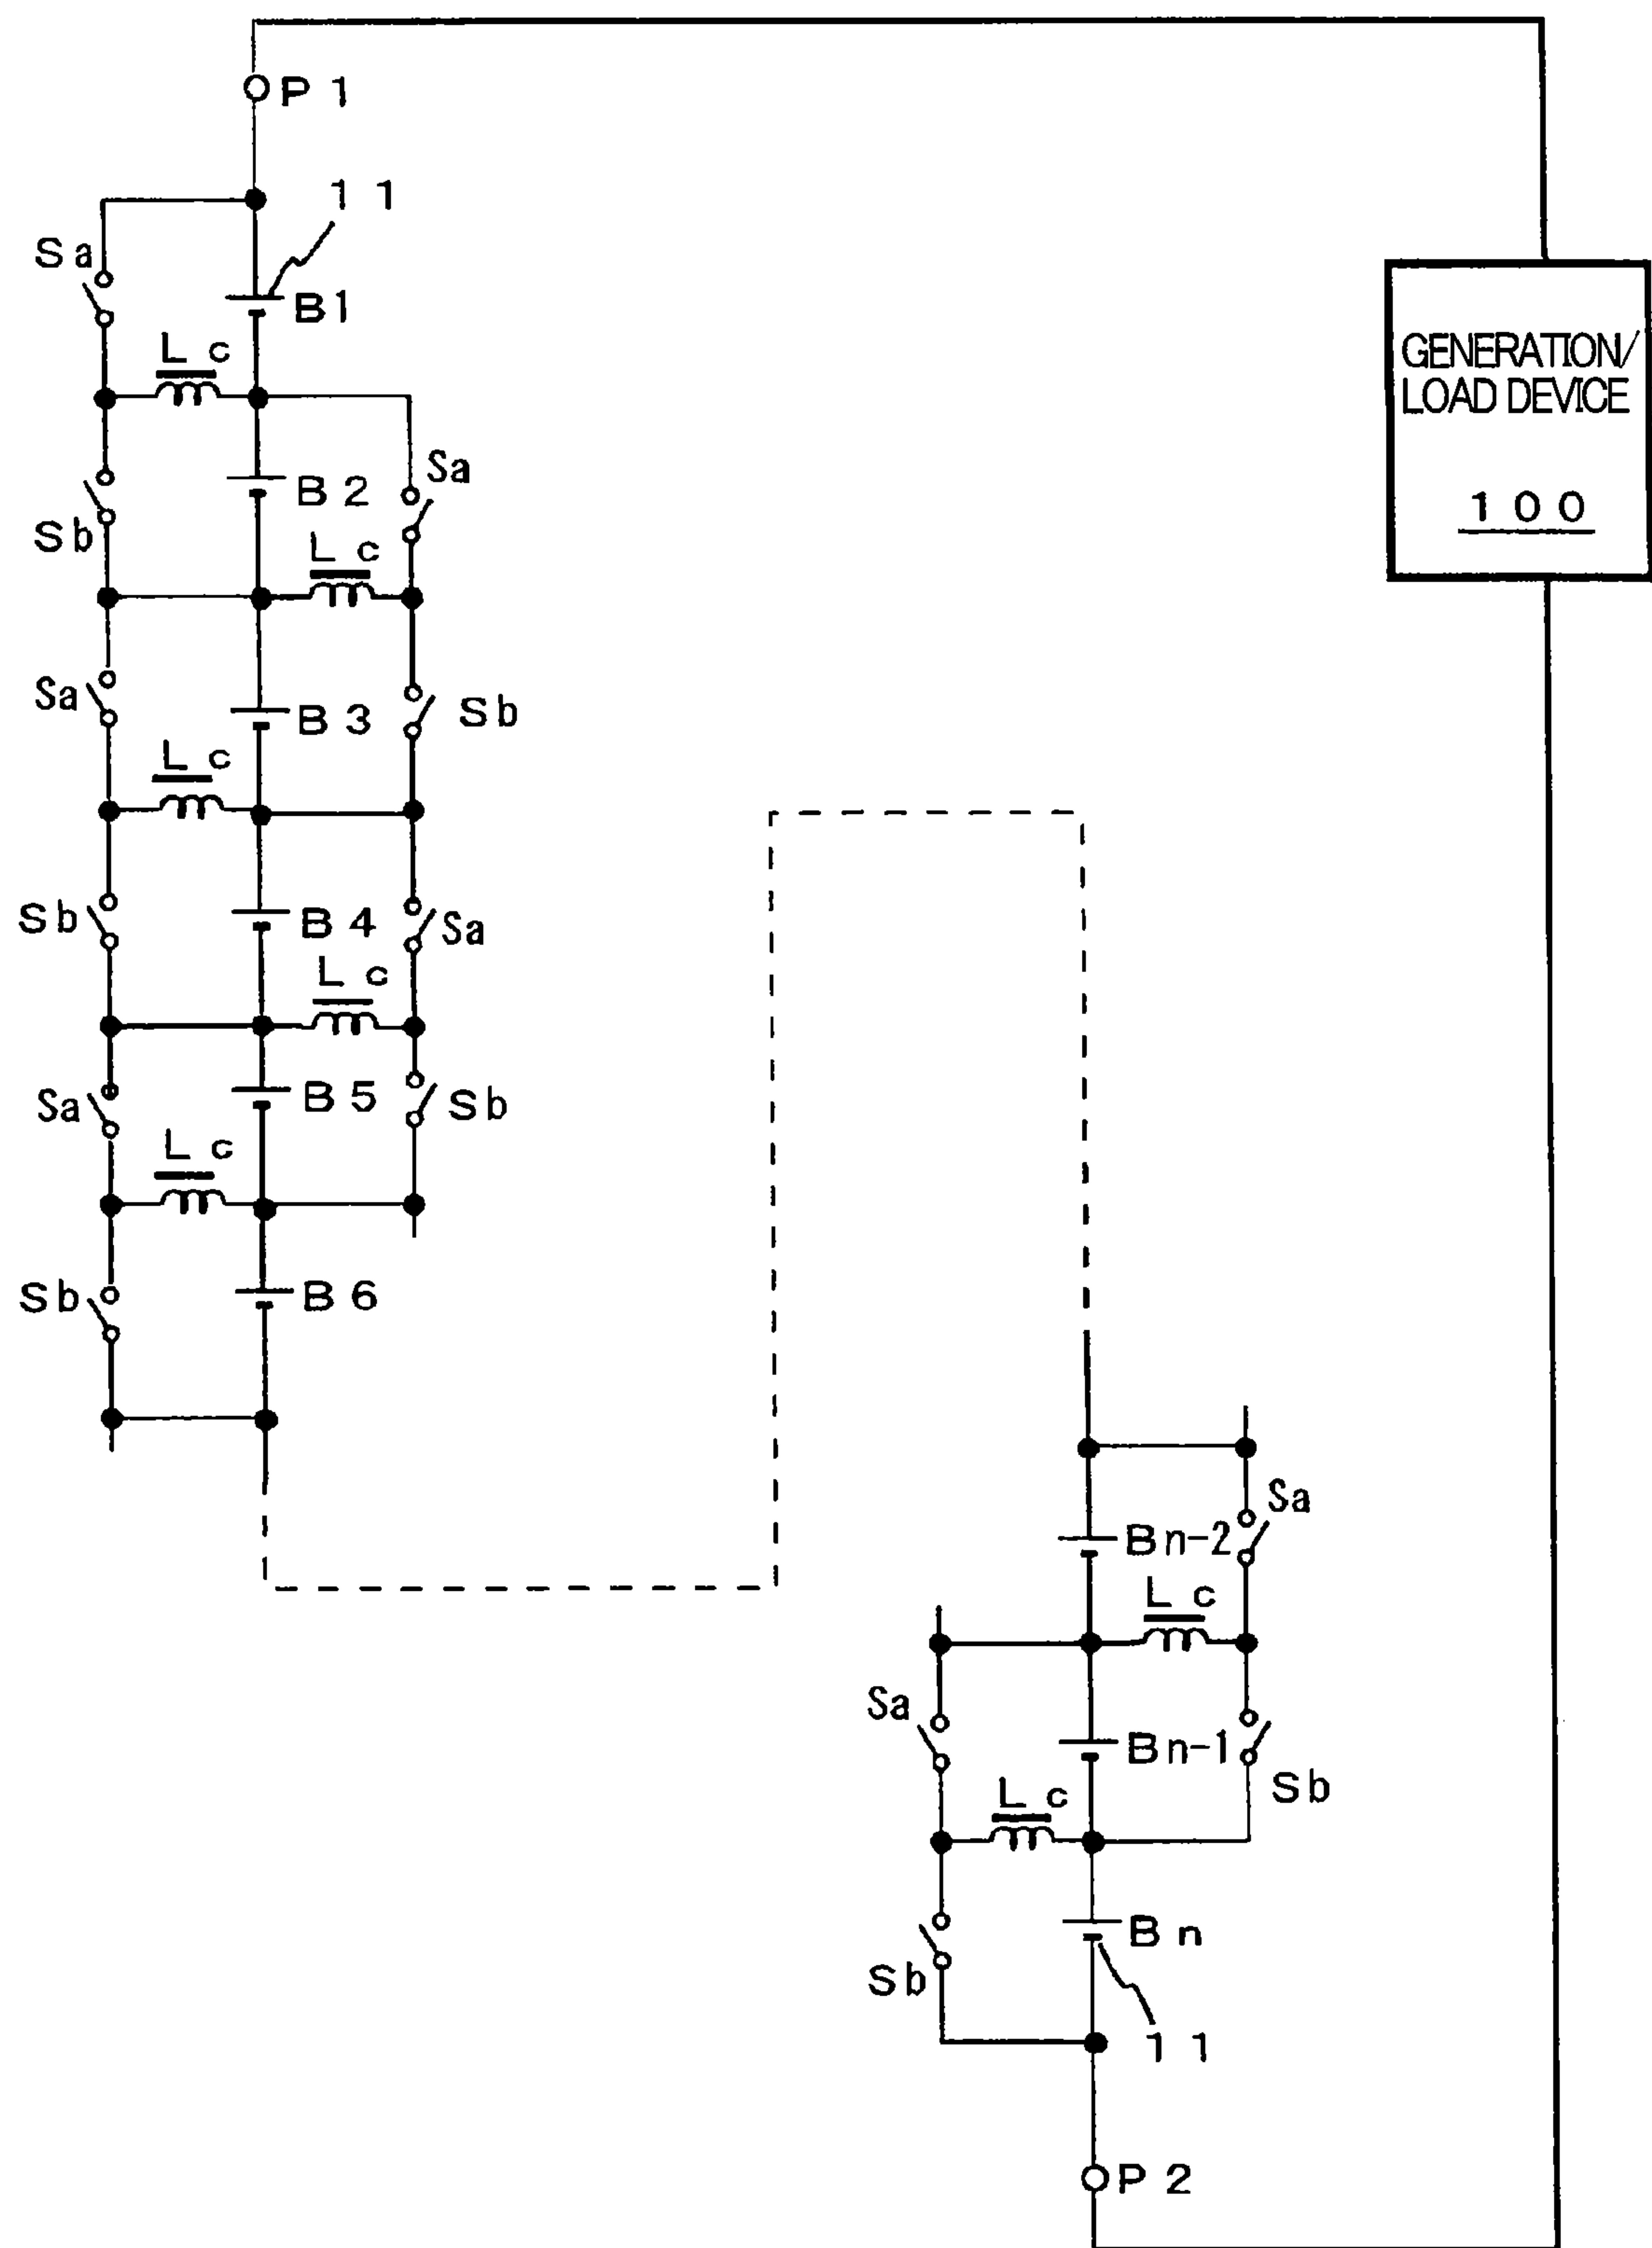 P1
11
Sa
B1
Lc
GENERATION/
LOAD DEVICE
100
Sa
B2
Sb
Lc
Sa
B3
Sb
Lc
Sb
B4
Sa
Lc
Sa
B5
Sb
Lc
Sb
B6
Sa
Bn-2
Lc
Sa
Bn-1
Sb
Lc
Bn
Sb
11
P2